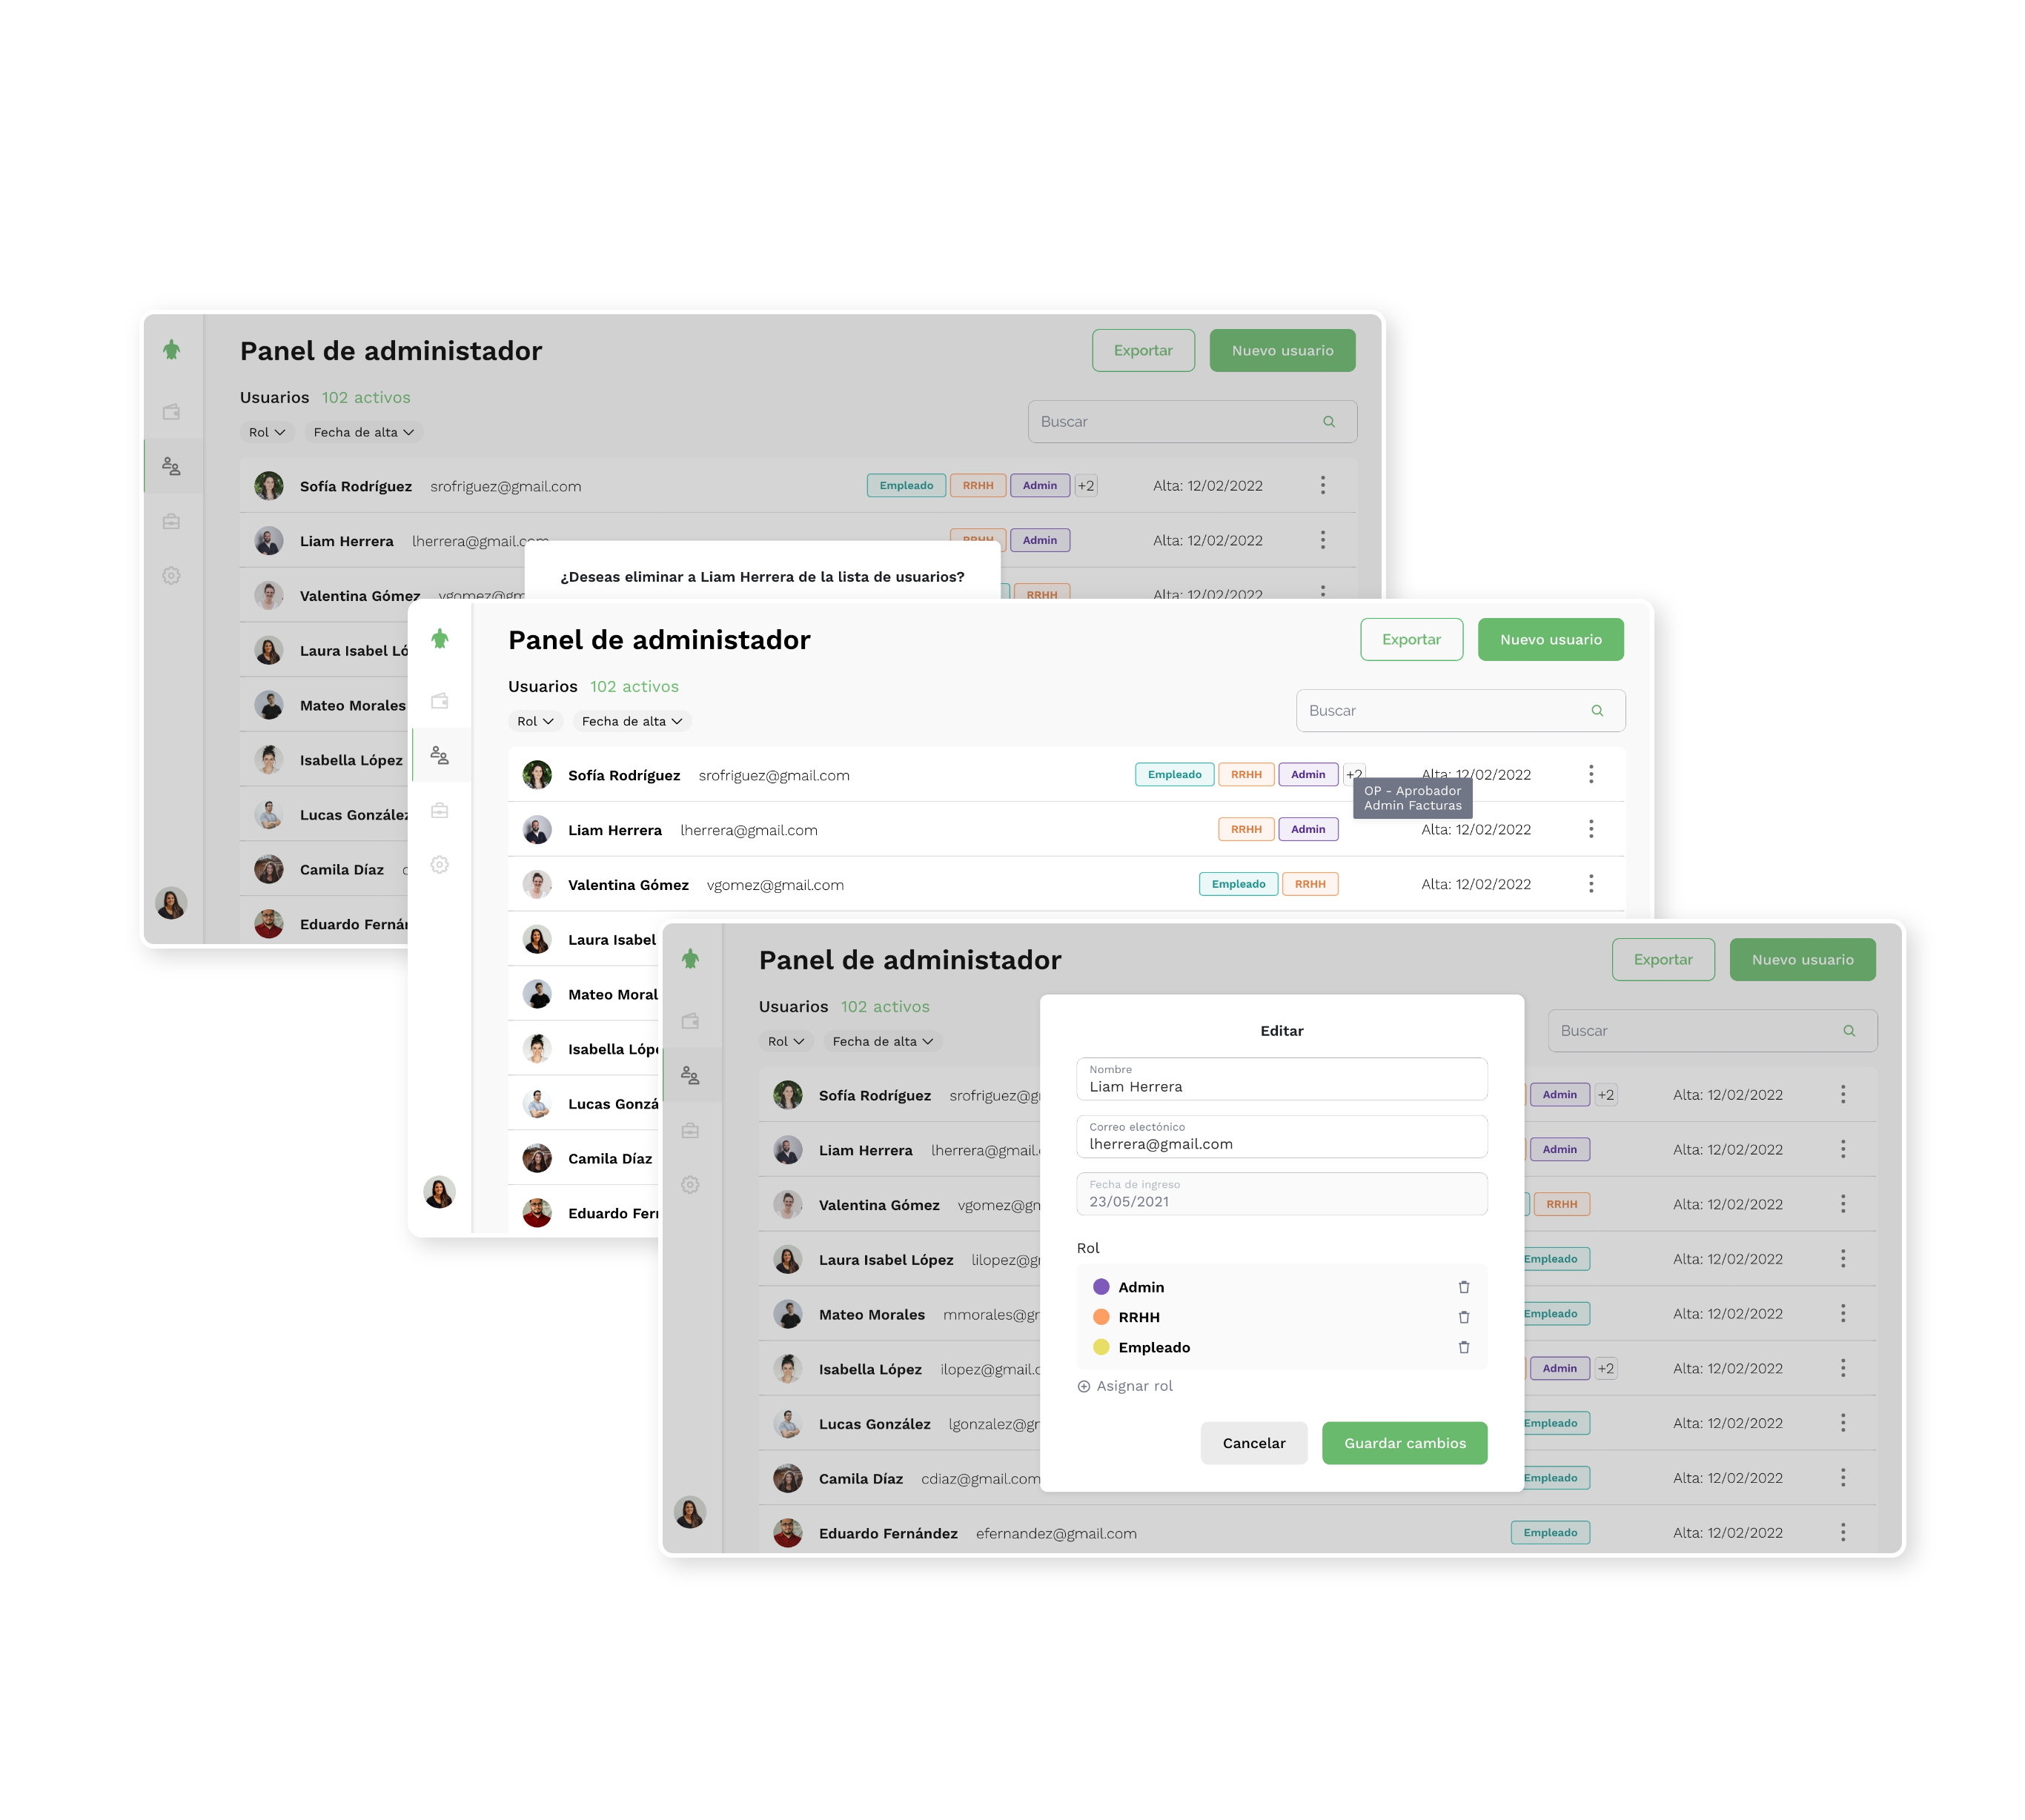 Panel de administador
Exportar
Nuevo usuario
Usuarios 102 activos
Buscar
Rol
Fecha de alta
Sofía Rodríguez srofriguez@gmail.com Empleado RRHH Admin +2 Alta: 12/02/2022
Liam Herrera lherrera@gmail.com RRHH Admin Alta: 12/02/2022
¿Deseas eliminar a Liam Herrera de la lista de usuarios?
Valentina Gómez vgomez@gm RRHH Alta: 12/02/2022
Laura Isabel Ló
Mateo Morales
Isabella López
Lucas González
Camila Díaz c
Eduardo Fernán
Panel de administador
Exportar
Nuevo usuario
Usuarios 102 activos
Buscar
Rol
Fecha de alta
Sofía Rodríguez srofriguez@gmail.com Empleado RRHH Admin +2 Alta: 12/02/2022
OP - Aprobador
Admin Facturas
Liam Herrera lherrera@gmail.com RRHH Admin Alta: 12/02/2022
Valentina Gómez vgomez@gmail.com Empleado RRHH Alta: 12/02/2022
Laura Isabel
Mateo Moral
Isabella Lópe
Lucas Gonzá
Camila Díaz
Eduardo Fer
Panel de administador
Exportar
Nuevo usuario
Usuarios 102 activos
Buscar
Rol
Fecha de alta
Sofía Rodríguez srofriguez@g Admin +2 Alta: 12/02/2022
Liam Herrera lherrera@gmail. Admin Alta: 12/02/2022
Valentina Gómez vgomez@gm RRHH Alta: 12/02/2022
Laura Isabel López lilopez@gm Empleado Alta: 12/02/2022
Mateo Morales mmorales@gm Empleado Alta: 12/02/2022
Isabella López ilopez@gmail.c Admin +2 Alta: 12/02/2022
Lucas González lgonzalez@gm Empleado Alta: 12/02/2022
Camila Díaz cdiaz@gmail.com Empleado Alta: 12/02/2022
Eduardo Fernández efernandez@gmail.com Empleado Alta: 12/02/2022
Editar
Nombre
Liam Herrera
Correo electónico
lherrera@gmail.com
Fecha de ingreso
23/05/2021
Rol
Admin
RRHH
Empleado
Asignar rol
Cancelar
Guardar cambios